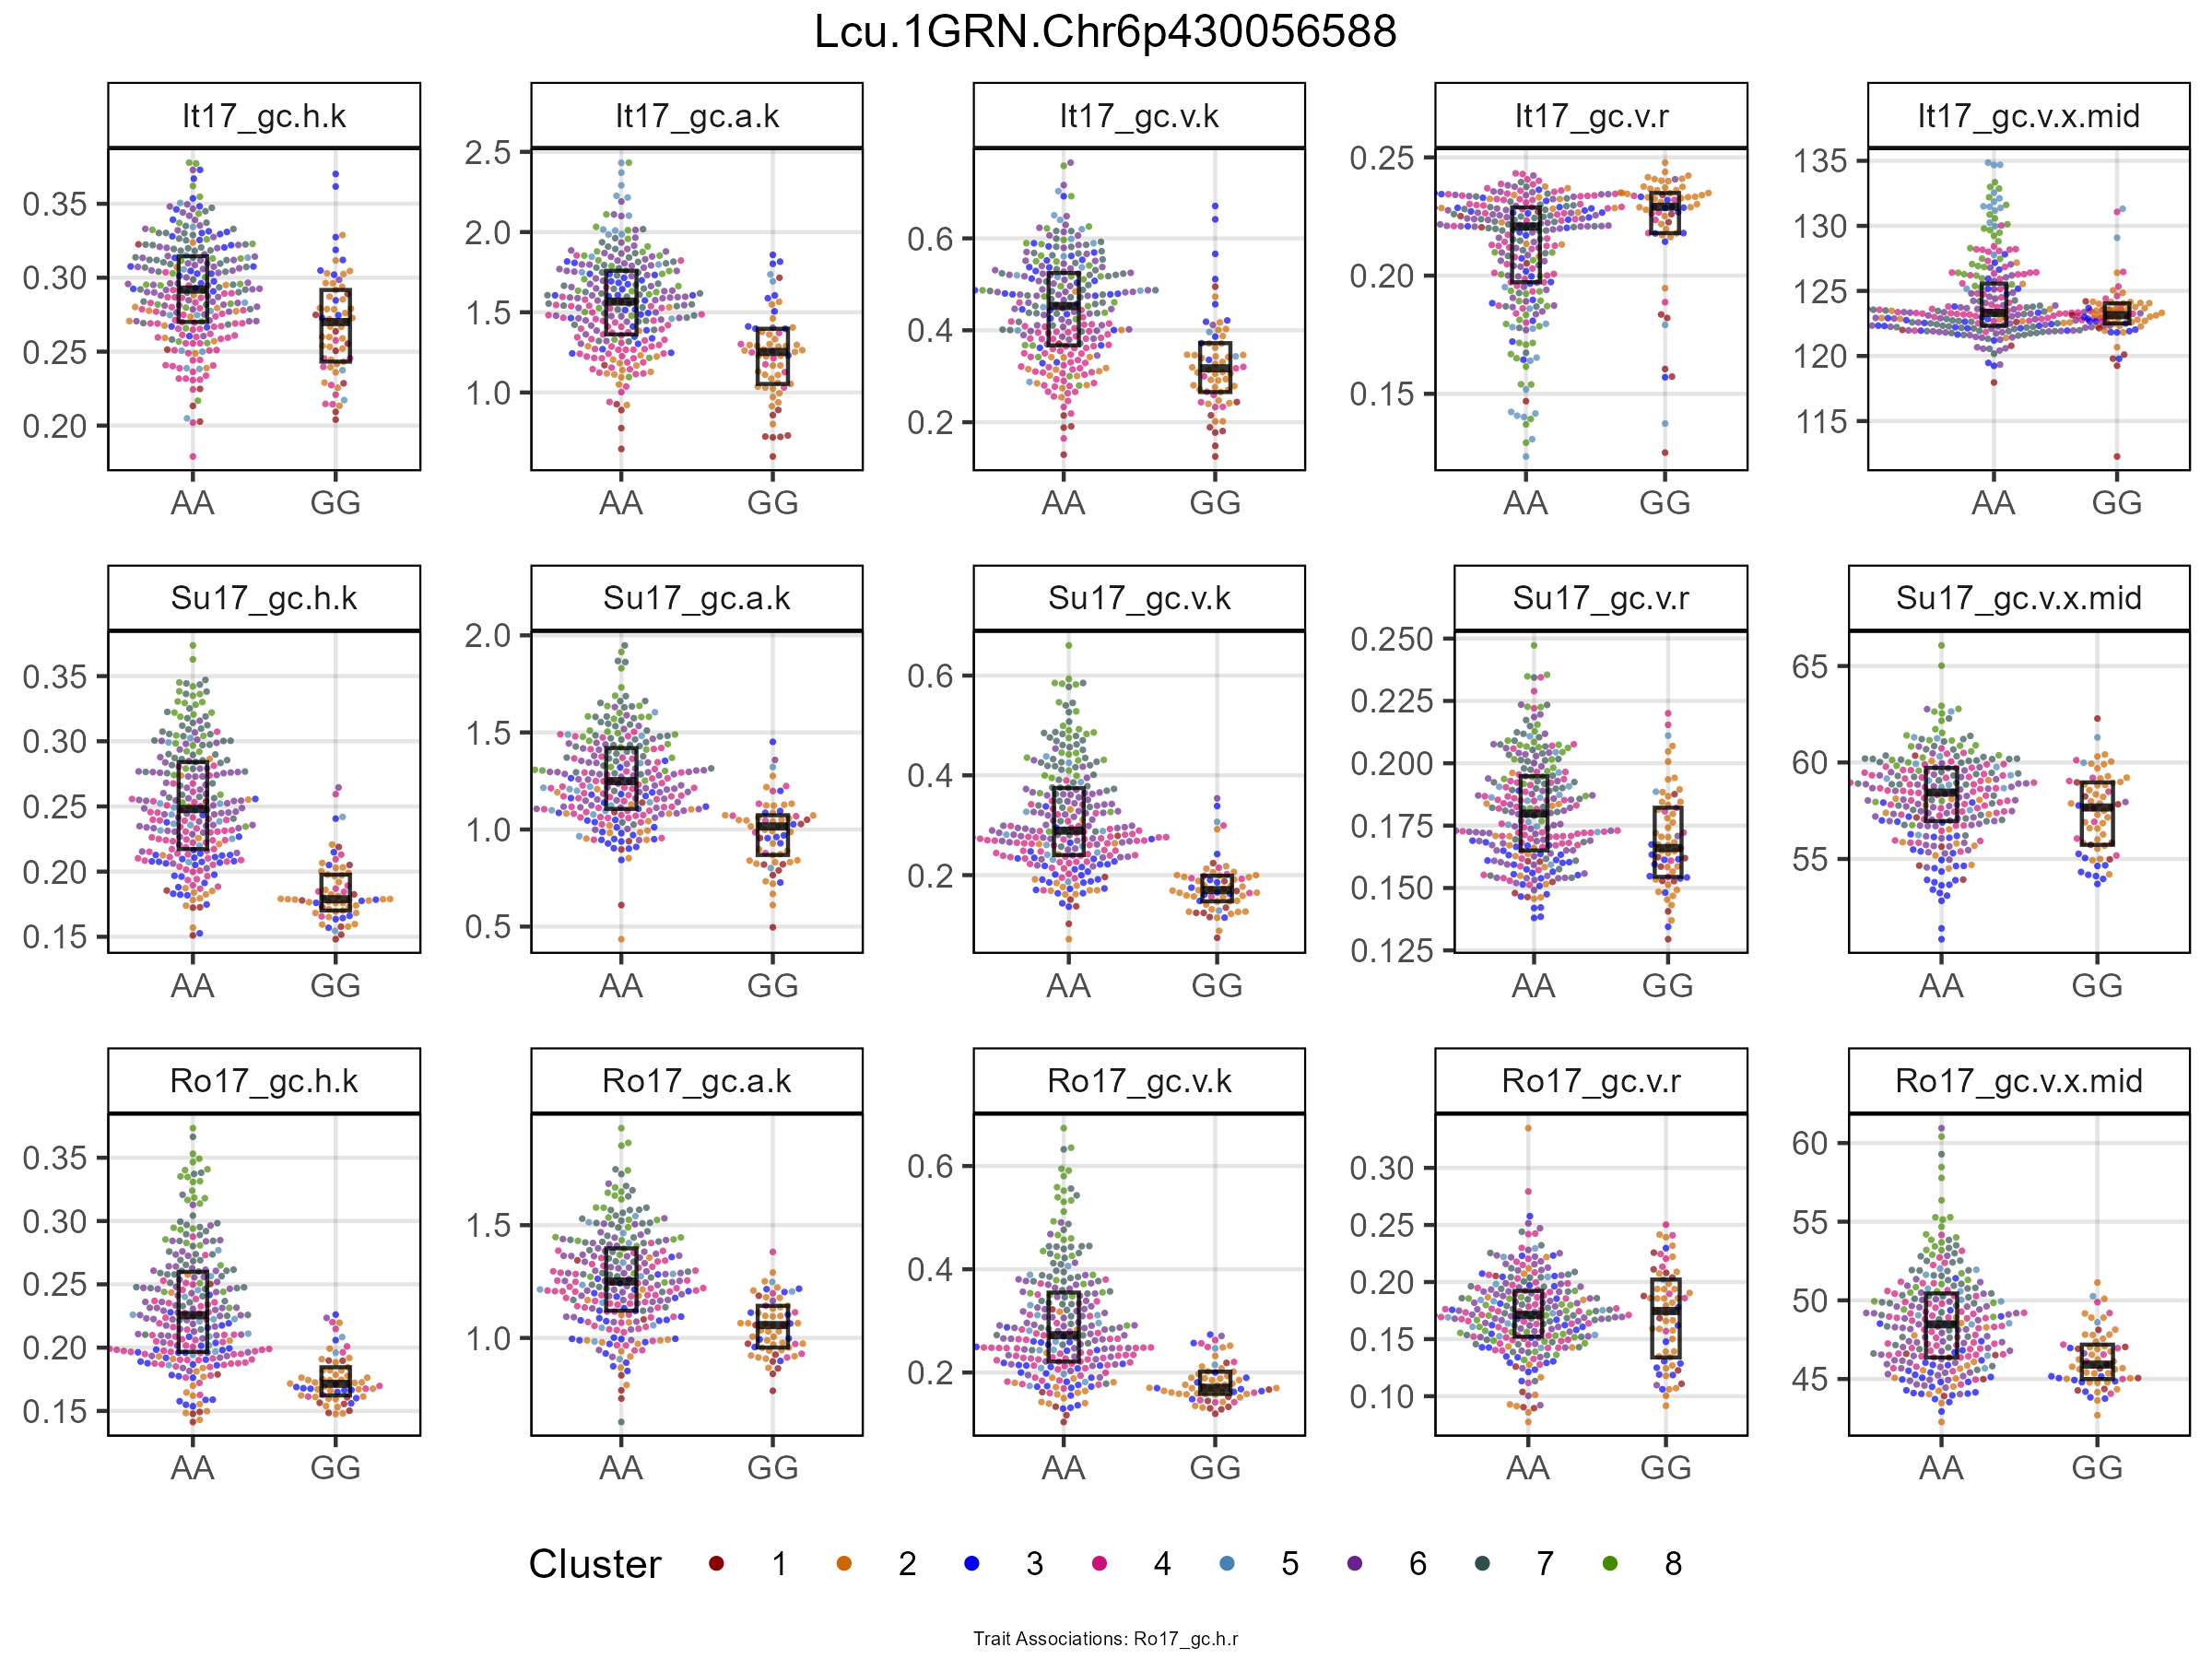 Lcu.1GRN.Chr6p430056588
It17_gc.h.k It17_gc.a.k It17_gc.v.k It17_gc.v.r It17_gc.v.x.mid
0.35 0.30 0.25 0.20
2.5 2.0 1.5 1.0
0.6 0.4 0.2
0.25 0.20 0.15
135 130 125 120 115
AA GG AA GG AA GG AA GG AA GG
Su17_gc.h.k Su17_gc.a.k Su17_gc.v.k Su17_gc.v.r Su17_gc.v.x.mid
0.35 0.30 0.25 0.20 0.15
2.0 1.5 1.0 0.5
0.6 0.4 0.2
0.250 0.225 0.200 0.175 0.150 0.125
65 60 55
AA GG AA GG AA GG AA GG AA GG
Ro17_gc.h.k Ro17_gc.a.k Ro17_gc.v.k Ro17_gc.v.r Ro17_gc.v.x.mid
0.35 0.30 0.25 0.20 0.15
1.5 1.0
0.6 0.4 0.2
0.30 0.25 0.20 0.15 0.10
60 55 50 45
AA GG AA GG AA GG AA GG AA GG
Cluster 1 2 3 4 5 6 7 8
Trait Associations: Ro17_gc.h.r